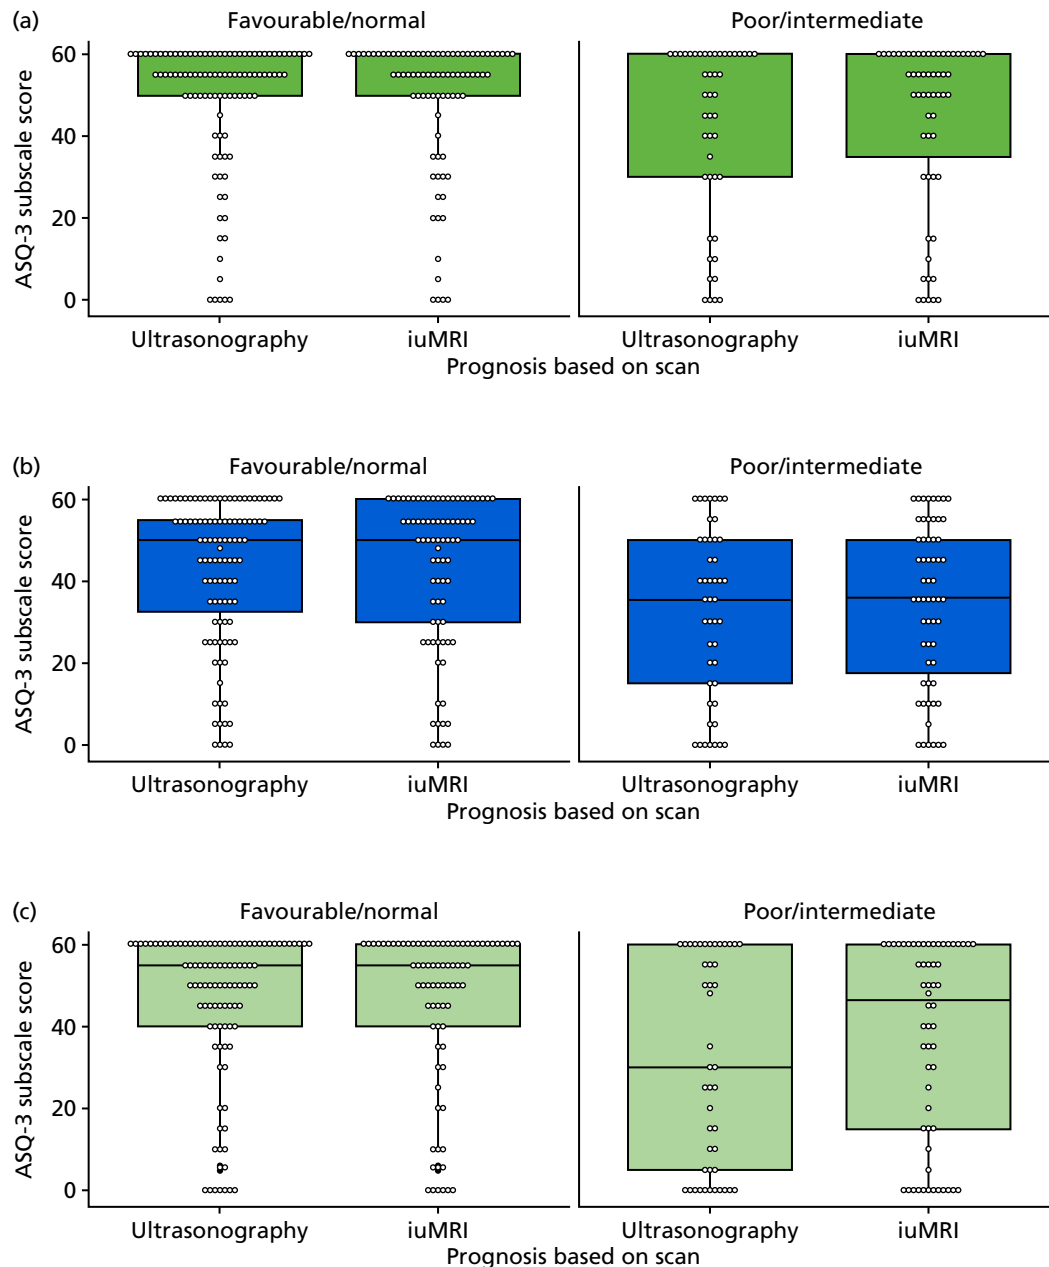 (a)
Favourable/normal
Poor/intermediate
60
40
20
0
ASQ-3 subscale score
Ultrasonography
iuMRI
Ultrasonography
iuMRI
Prognosis based on scan
(b)
Favourable/normal
Poor/intermediate
60
40
20
0
ASQ-3 subscale score
Ultrasonography
iuMRI
Ultrasonography
iuMRI
Prognosis based on scan
(c)
Favourable/normal
Poor/intermediate
60
40
20
0
ASQ-3 subscale score
Ultrasonography
iuMRI
Ultrasonography
iuMRI
Prognosis based on scan